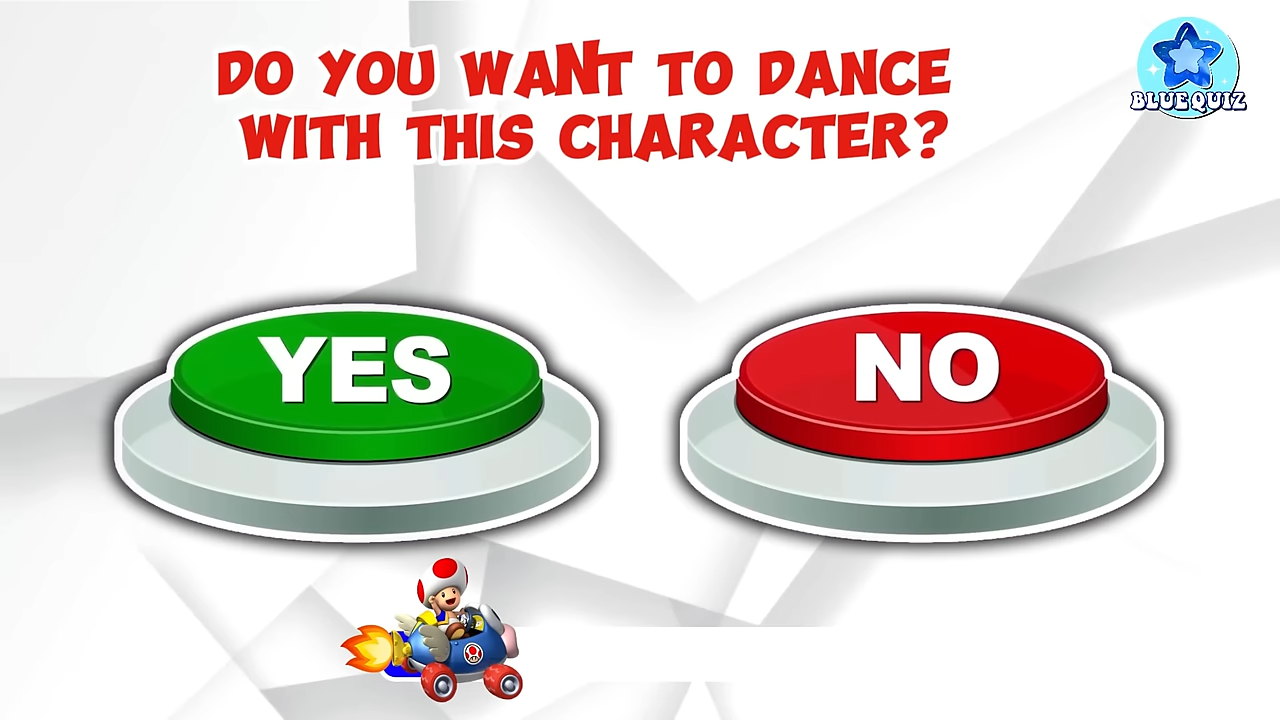 DO YOU WANT TO DANCE
WITH THIS CHARACTER?
BLUE QUIZ
YES
NO